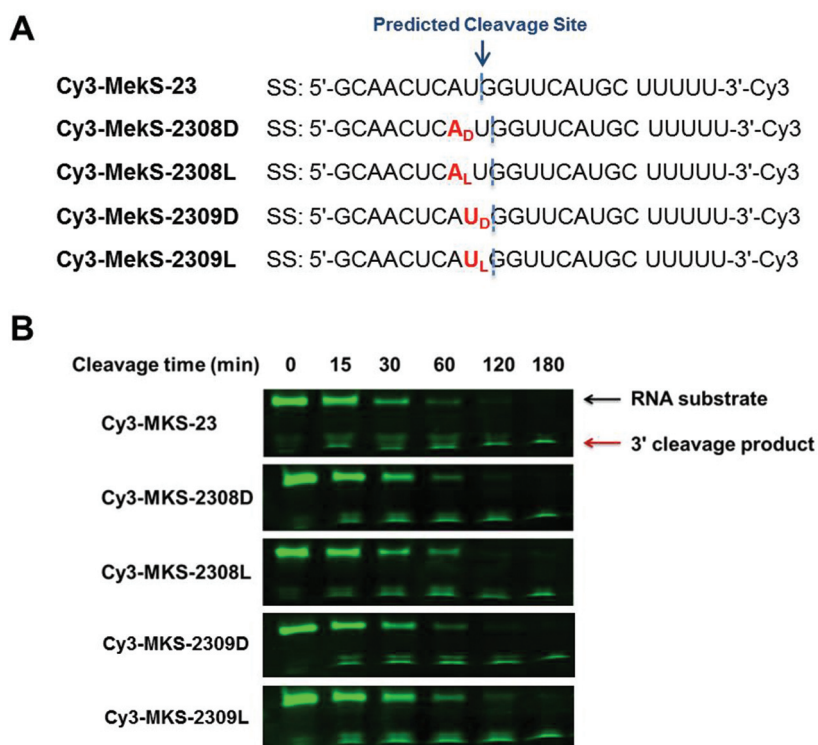 A
Predicted Cleavage Site
Cy3-MekS-23 SS: 5'-GCAACUCAUGGUUCAUGC UUUUU-3'-Cy3
Cy3-MekS-2308D SS: 5'-GCAACUCADUGGUUCAUGC UUUUU-3'-Cy3
Cy3-MekS-2308L SS: 5'-GCAACUCALUGGUUCAUGC UUUUU-3'-Cy3
Cy3-MekS-2309D SS: 5'-GCAACUCAUDGGUUCAUGC UUUUU-3'-Cy3
Cy3-MekS-2309L SS: 5'-GCAACUCAULGGUUCAUGC UUUUU-3'-Cy3
B
Cleavage time (min) 0 15 30 60 120 180
Cy3-MKS-23
RNA substrate
3' cleavage product
Cy3-MKS-2308D
Cy3-MKS-2308L
Cy3-MKS-2309D
Cy3-MKS-2309L